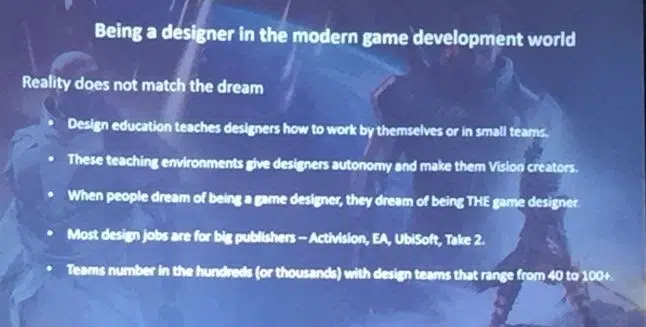 Being a designer in the modern game development world
Reality does not match the dream
• Design education teaches designers how to work by themselves or in small teams.
• These teaching environments give designers autonomy and make them Vision creators.
• When people dream of being a game designer, they dream of being THE game designer.
• Most design jobs are for big publishers – Activision, EA, UbiSoft, Take 2.
• Teams number in the hundreds (or thousands) with design teams that range from 40 to 100+.